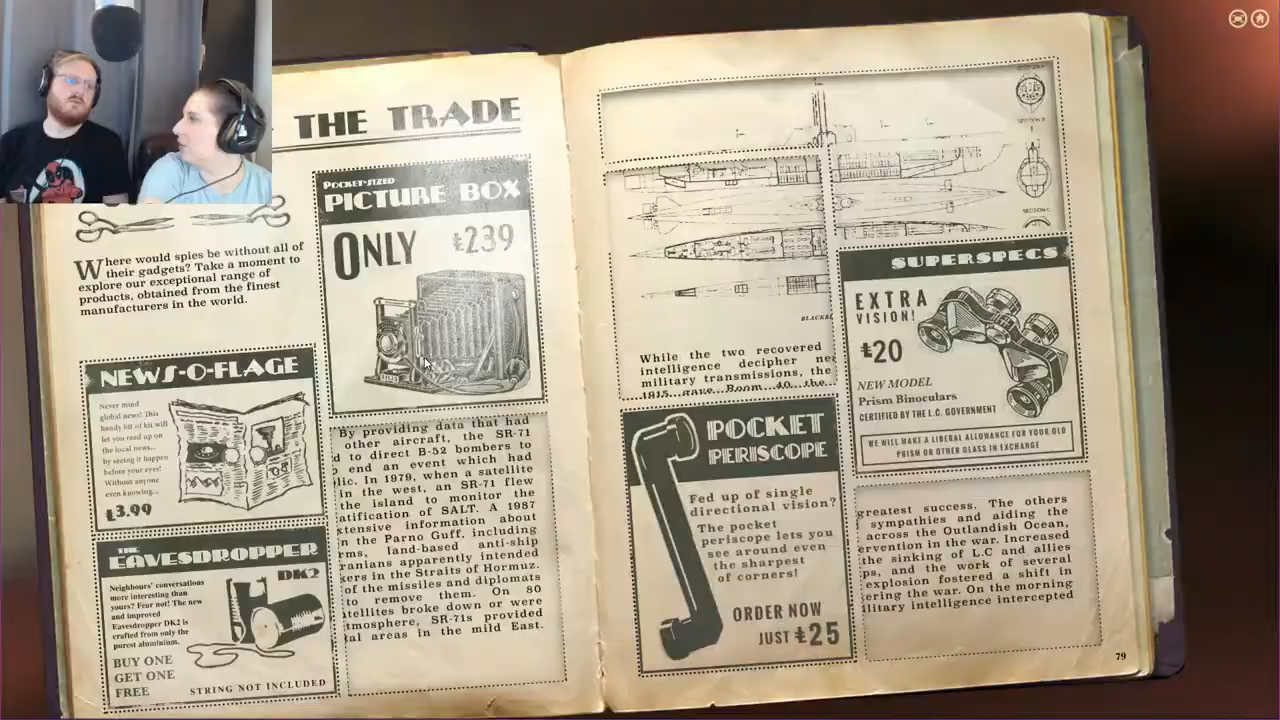 THE TRADE
Where would spies be without all of
their gadgets? Take a moment to
explore our exceptional range of
products, obtained from the finest
manufacturers in the world.
POCKET-SIZED
PICTURE BOX
ONLY
239
NEWS-O-FLAGE
Never mind
global news! This
handy bit of kit will
let you read up on
the local news...
by seeing it happen
before your eyes!
Without anyone
even knowing...
3.99
THE
EAVESDROPPER
DK2
Neighbours' conversations
more interesting than
yours? Fear not! The new
and improved
Eavesdropper DK2 is
crafted from only the
purest aluminium.
BUY ONE
GET ONE
FREE
STRING NOT INCLUDED
By providing data that had
other aircraft, the SR-71
d to direct B-52 bombers to
end an event which had
lic. In 1979, when a satellite
in the west, an SR-71 flew
the island to monitor the
atification of SALT. A 1987
xtensive information about
n the Parno Guff, including
rms, land-based anti-ship
ranians apparently intended
kers in the Straits of Hormuz.
of the missiles and diplomats
to remove them. On 80
atellites broke down or were
tmosphere, SR-71s provided
tal areas in the mild East.
BLACKB
While the two recovered
intelligence decipher ne
military transmissions, the
1915 gave Room 40 the
POCKET
PERISCOPE
Fed up of single
directional vision?
The pocket
periscope lets you
see around even
the sharpest
of corners!
ORDER NOW
JUST 25
SUPERSPECS
EXTRA
VISION!
20
NEW MODEL
Prism Binoculars
CERTIFIED BY THE L.C. GOVERNMENT
WE WILL MAKE A LIBERAL ALLOWANCE FOR YOUR OLD
PRISM OR OTHER GLASS IN EXCHANGE
greatest success. The others
sympathies and aiding the
across the Outlandish Ocean,
ervention in the war. Increased
the sinking of L.C and allies
ps, and the work of several
explosion fostered a shift in
ering the war. On the morning
ilitary intelligence intercepted
79